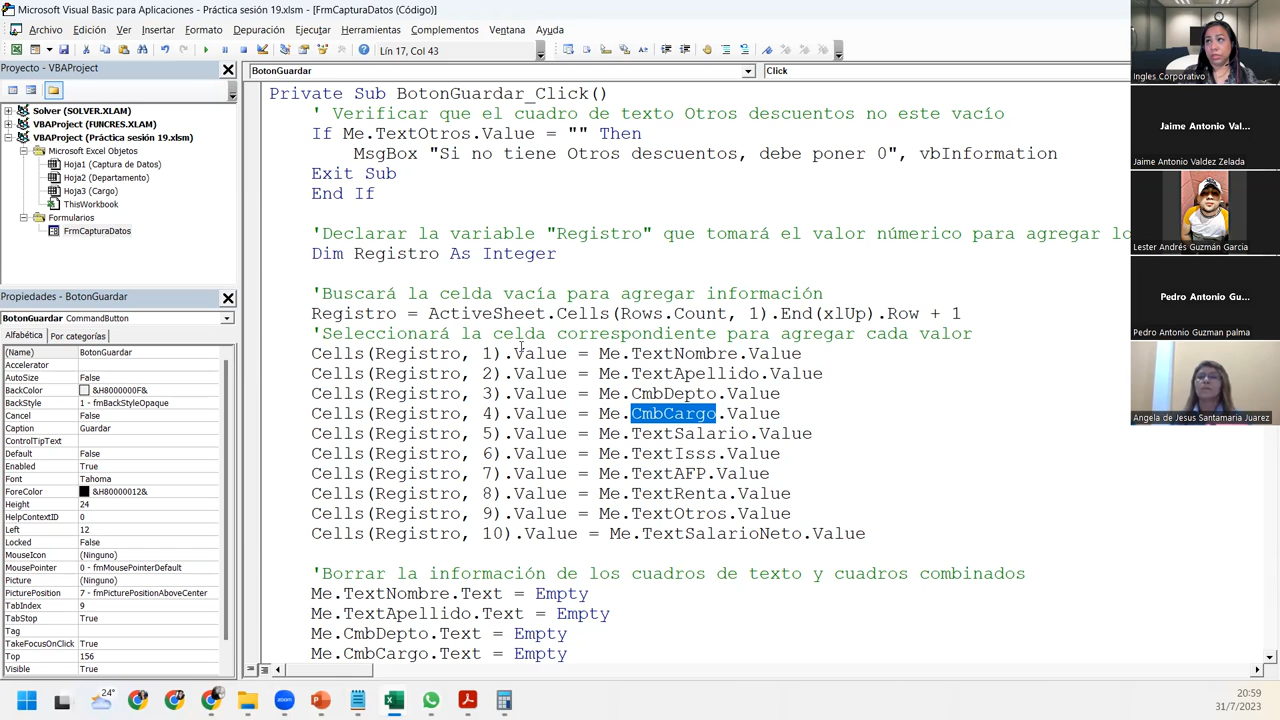 Microsoft Visual Basic para Aplicaciones - Práctica sesión 19.xlsm - [FrmCapturaDatos (Código)]
Archivo Edición Ver Insertar Formato Depuración Ejecutar Herramientas Complementos Ventana Ayuda
Lín 17, Col 43
Proyecto - VBAProject
Solver (SOLVER.XLAM)
VBAProject (FUNCRES.XLAM)
VBAProject (Práctica sesión 19.xlsm)
Microsoft Excel Objetos
Hoja1 (Captura de Datos)
Hoja2 (Departamento)
Hoja3 (Cargo)
ThisWorkbook
Formularios
FrmCapturaDatos
Propiedades - BotonGuardar
BotonGuardar CommandButton
Alfabética Por categorías
(Name) BotonGuardar
Accelerator
AutoSize False
BackColor &H8000000F&
BackStyle 1 - fmBackStyleOpaque
Cancel False
Caption Guardar
ControlTipText
Default False
Enabled True
Font Tahoma
ForeColor &H80000012&
Height 24
HelpContextID 0
Left 12
Locked False
MouseIcon (Ninguno)
MousePointer 0 - fmMousePointerDefault
Picture (Ninguno)
PicturePosition 7 - fmPicturePositionAboveCenter
TabIndex 9
TabStop True
Tag
TakeFocusOnClick True
Top 156
Visible True
BotonGuardar Click
Private Sub BotonGuardar_Click()
' Verificar que el cuadro de texto Otros descuentos no este vacío
If Me.TextOtros.Value = "" Then
MsgBox "Si no tiene Otros descuentos, debe poner 0", vbInformation
Exit Sub
End If
'Declarar la variable "Registro" que tomará el valor númerico para agregar lo
Dim Registro As Integer
'Buscará la celda vacía para agregar información
Registro = ActiveSheet.Cells(Rows.Count, 1).End(xlUp).Row + 1
'Seleccionará la celda correspondiente para agregar cada valor
Cells(Registro, 1).Value = Me.TextNombre.Value
Cells(Registro, 2).Value = Me.TextApellido.Value
Cells(Registro, 3).Value = Me.CmbDepto.Value
Cells(Registro, 4).Value = Me.CmbCargo.Value
Cells(Registro, 5).Value = Me.TextSalario.Value
Cells(Registro, 6).Value = Me.TextIsss.Value
Cells(Registro, 7).Value = Me.TextAFP.Value
Cells(Registro, 8).Value = Me.TextRenta.Value
Cells(Registro, 9).Value = Me.TextOtros.Value
Cells(Registro, 10).Value = Me.TextSalarioNeto.Value
'Borrar la información de los cuadros de texto y cuadros combinados
Me.TextNombre.Text = Empty
Me.TextApellido.Text = Empty
Me.CmbDepto.Text = Empty
Me.CmbCargo.Text = Empty
Ingles Corporativo
Jaime Antonio Val...
Jaime Antonio Valdez Zelada
Lester Andrés Guzmán Garcia
Pedro Antonio Gu...
Pedro Antonio Guzman palma
Angela de Jesus Santamaria Juarez
24°
zoom
20:59
31/7/2023